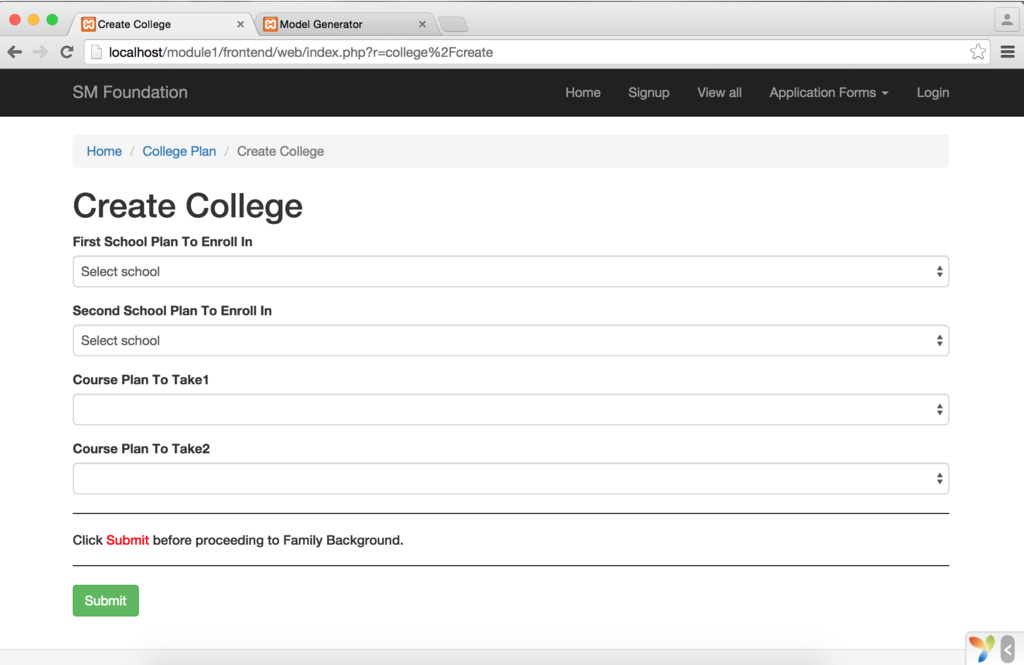 Create College
Model Generator
localhost/module1/frontend/web/index.php?r=college%2Fcreate
SM Foundation
Home
Signup
View all
Application Forms
Login
Home / College Plan / Create College
Create College
First School Plan To Enroll In
Select school
Second School Plan To Enroll In
Select school
Course Plan To Take1
Course Plan To Take2
Click Submit before proceeding to Family Background.
Submit